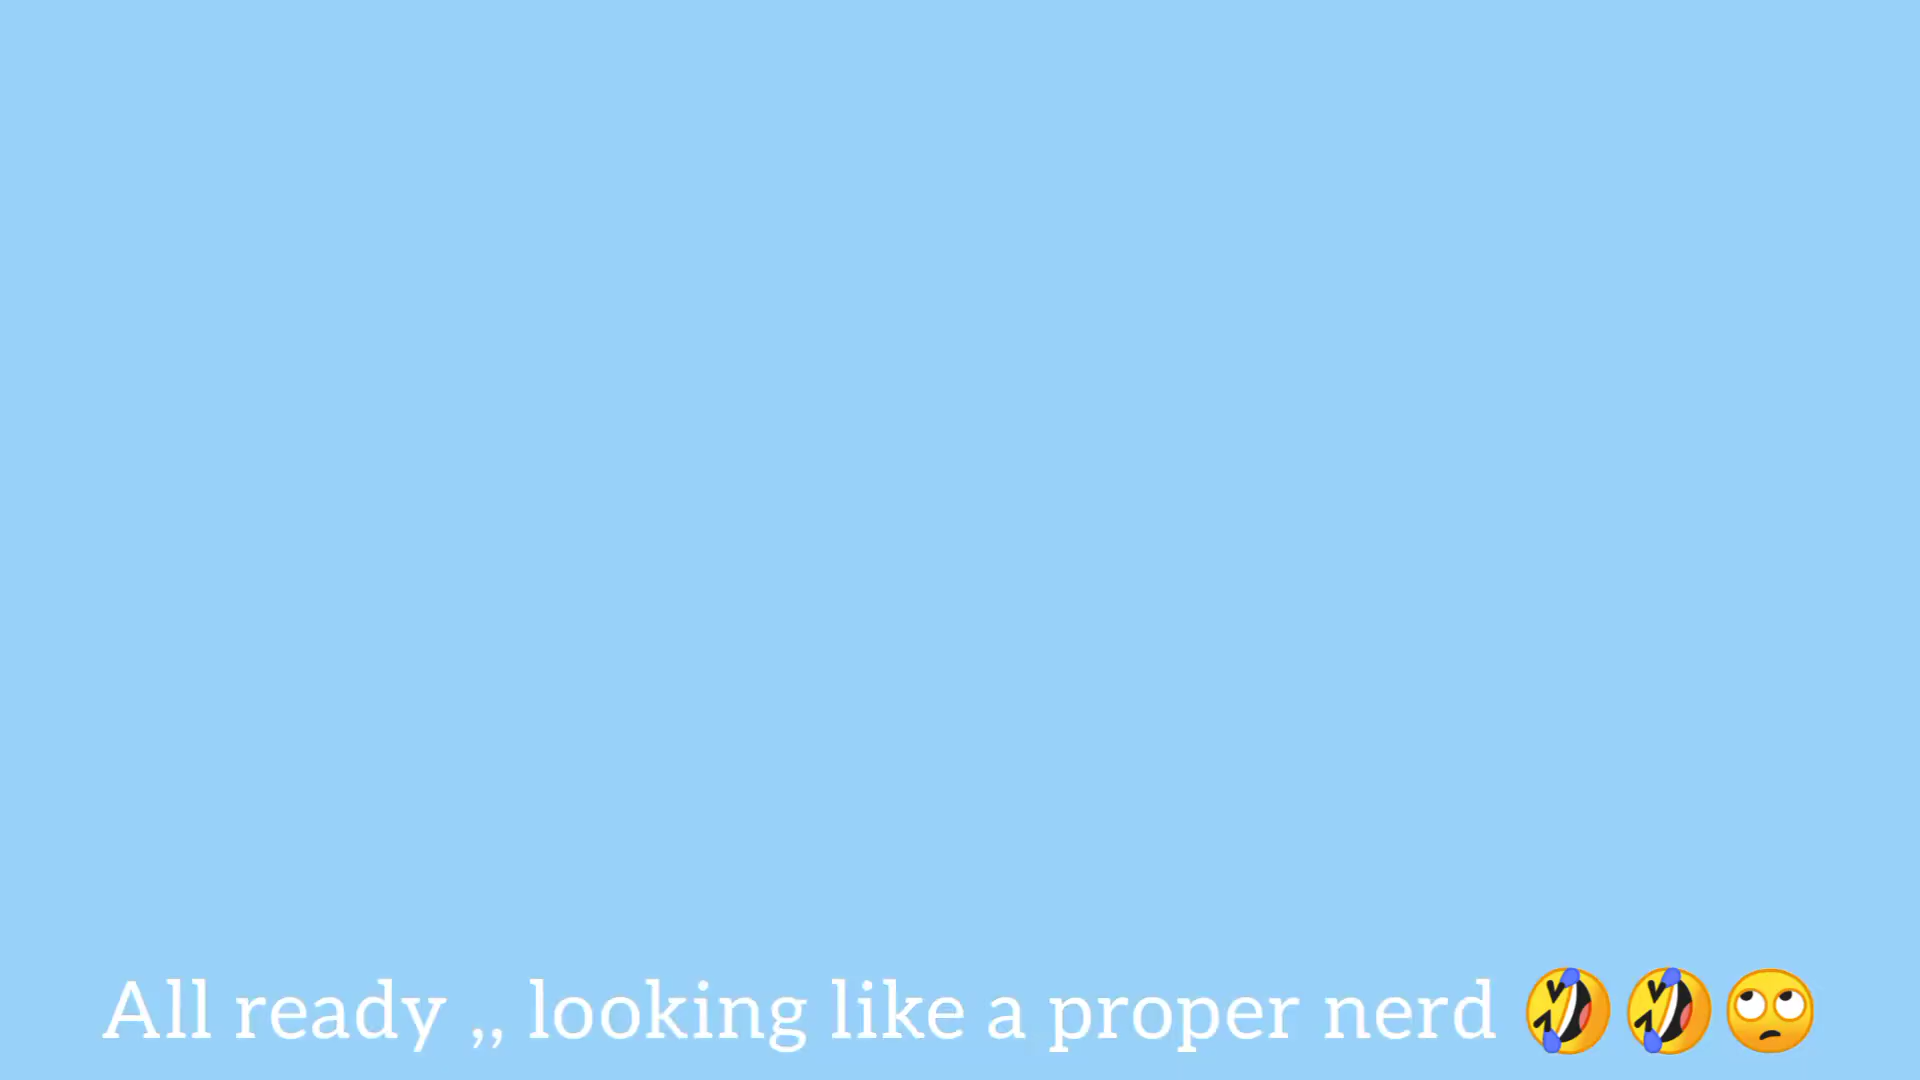 All ready ,, looking like a proper nerd 🤣🤣🙄